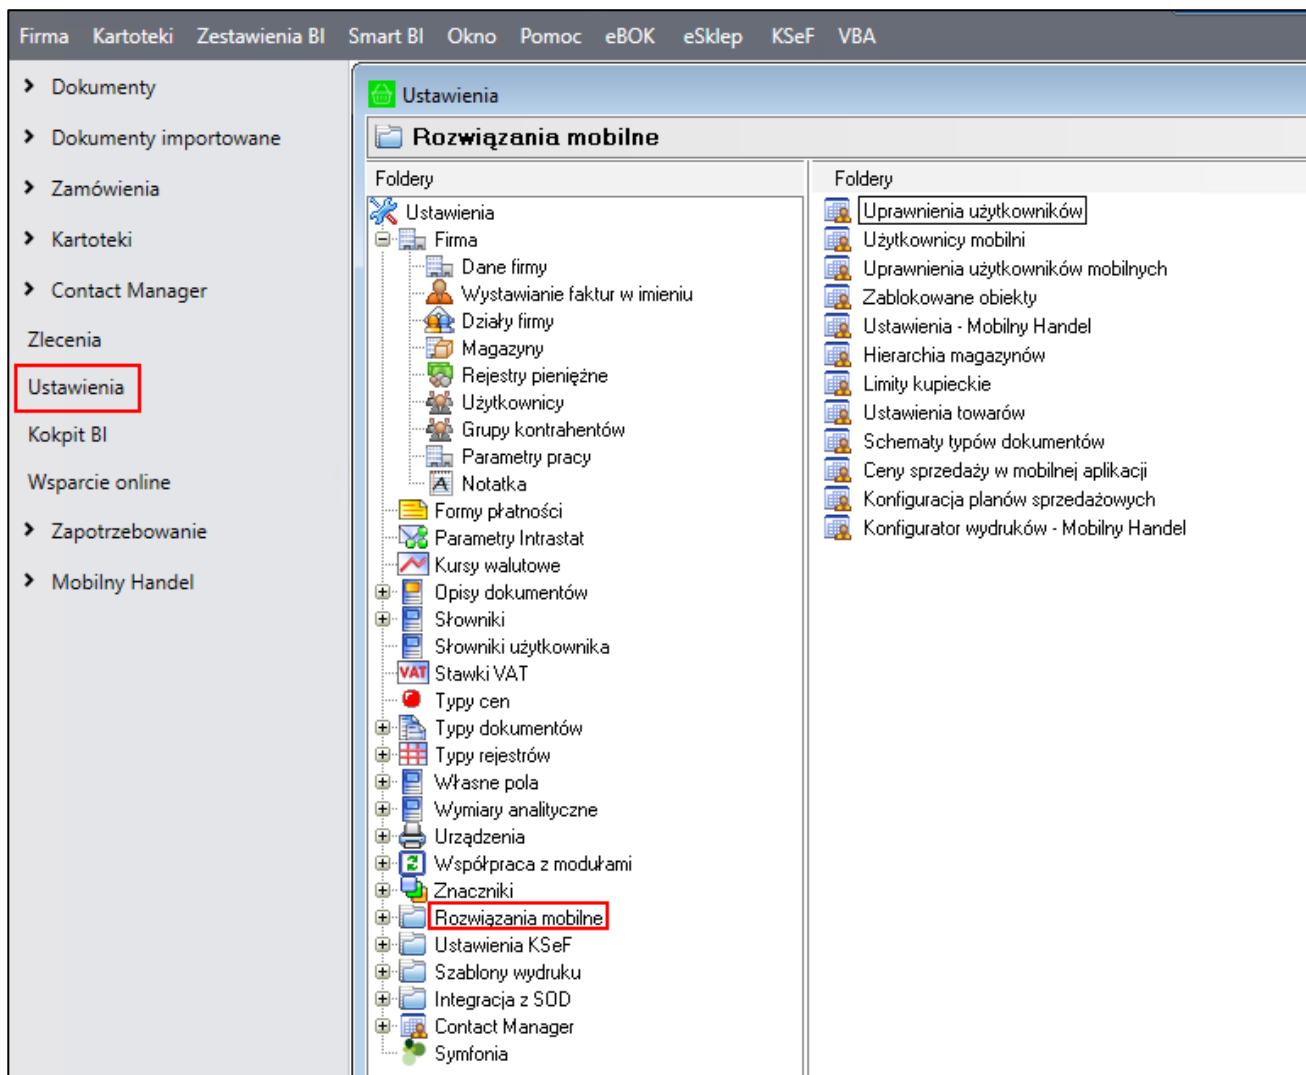 Firma Kartoteki Zestawienia BI Smart BI Okno Pomoc eBOK eSklep KSeF VBA
Dokumenty
Dokumenty importowane
Zamówienia
Kartoteki
Contact Manager
Zlecenia
Ustawienia
Kokpit BI
Wsparcie online
Zapotrzebowanie
Mobilny Handel
Ustawienia
Rozwiązania mobilne
Foldery
Ustawienia
Firma
Dane firmy
Wystawianie faktur w imieniu
Działy firmy
Magazyny
Rejestry pieniężne
Użytkownicy
Grupy kontrahentów
Parametry pracy
Notatka
Formy płatności
Parametry Intrastat
Kursy walutowe
Opisy dokumentów
Słowniki
Słowniki użytkownika
VAT Stawki VAT
Typy cen
Typy dokumentów
Typy rejestrów
Własne pola
Wymiary analityczne
Urządzenia
Współpraca z modułami
Znaczniki
Rozwiązania mobilne
Ustawienia KSeF
Szablony wydruku
Integracja z SOD
Contact Manager
Symfonia
Foldery
Uprawnienia użytkowników
Użytkownicy mobilni
Uprawnienia użytkowników mobilnych
Zablokowane obiekty
Ustawienia - Mobilny Handel
Hierarchia magazynów
Limity kupieckie
Ustawienia towarów
Schematy typów dokumentów
Ceny sprzedaży w mobilnej aplikacji
Konfiguracja planów sprzedażowych
Konfigurator wydruków - Mobilny Handel